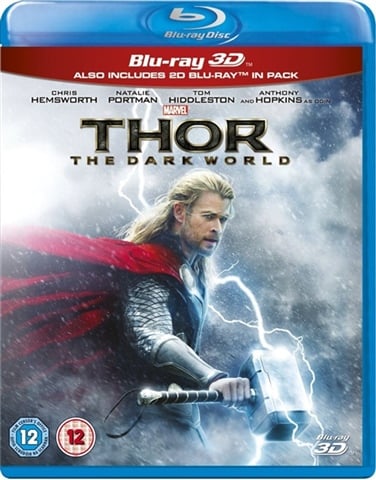 Blu-ray Disc
Blu-ray 3D™
ALSO INCLUDES 2D BLU-RAY™ IN PACK
CHRIS HEMSWORTH
NATALIE PORTMAN
TOM HIDDLESTON
ANTHONY AND HOPKINS AS ODIN
MARVEL
THOR
THE DARK WORLD
12
12
BLU-RAY 3D